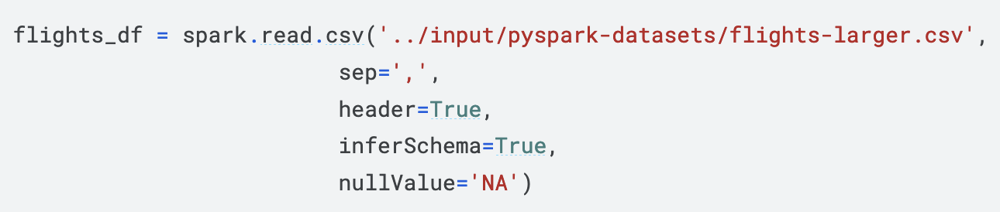 flights_df = spark.read.csv('../input/pyspark-datasets/flights-larger.csv',
sep=',',
header=True,
inferSchema=True,
nullValue='NA')